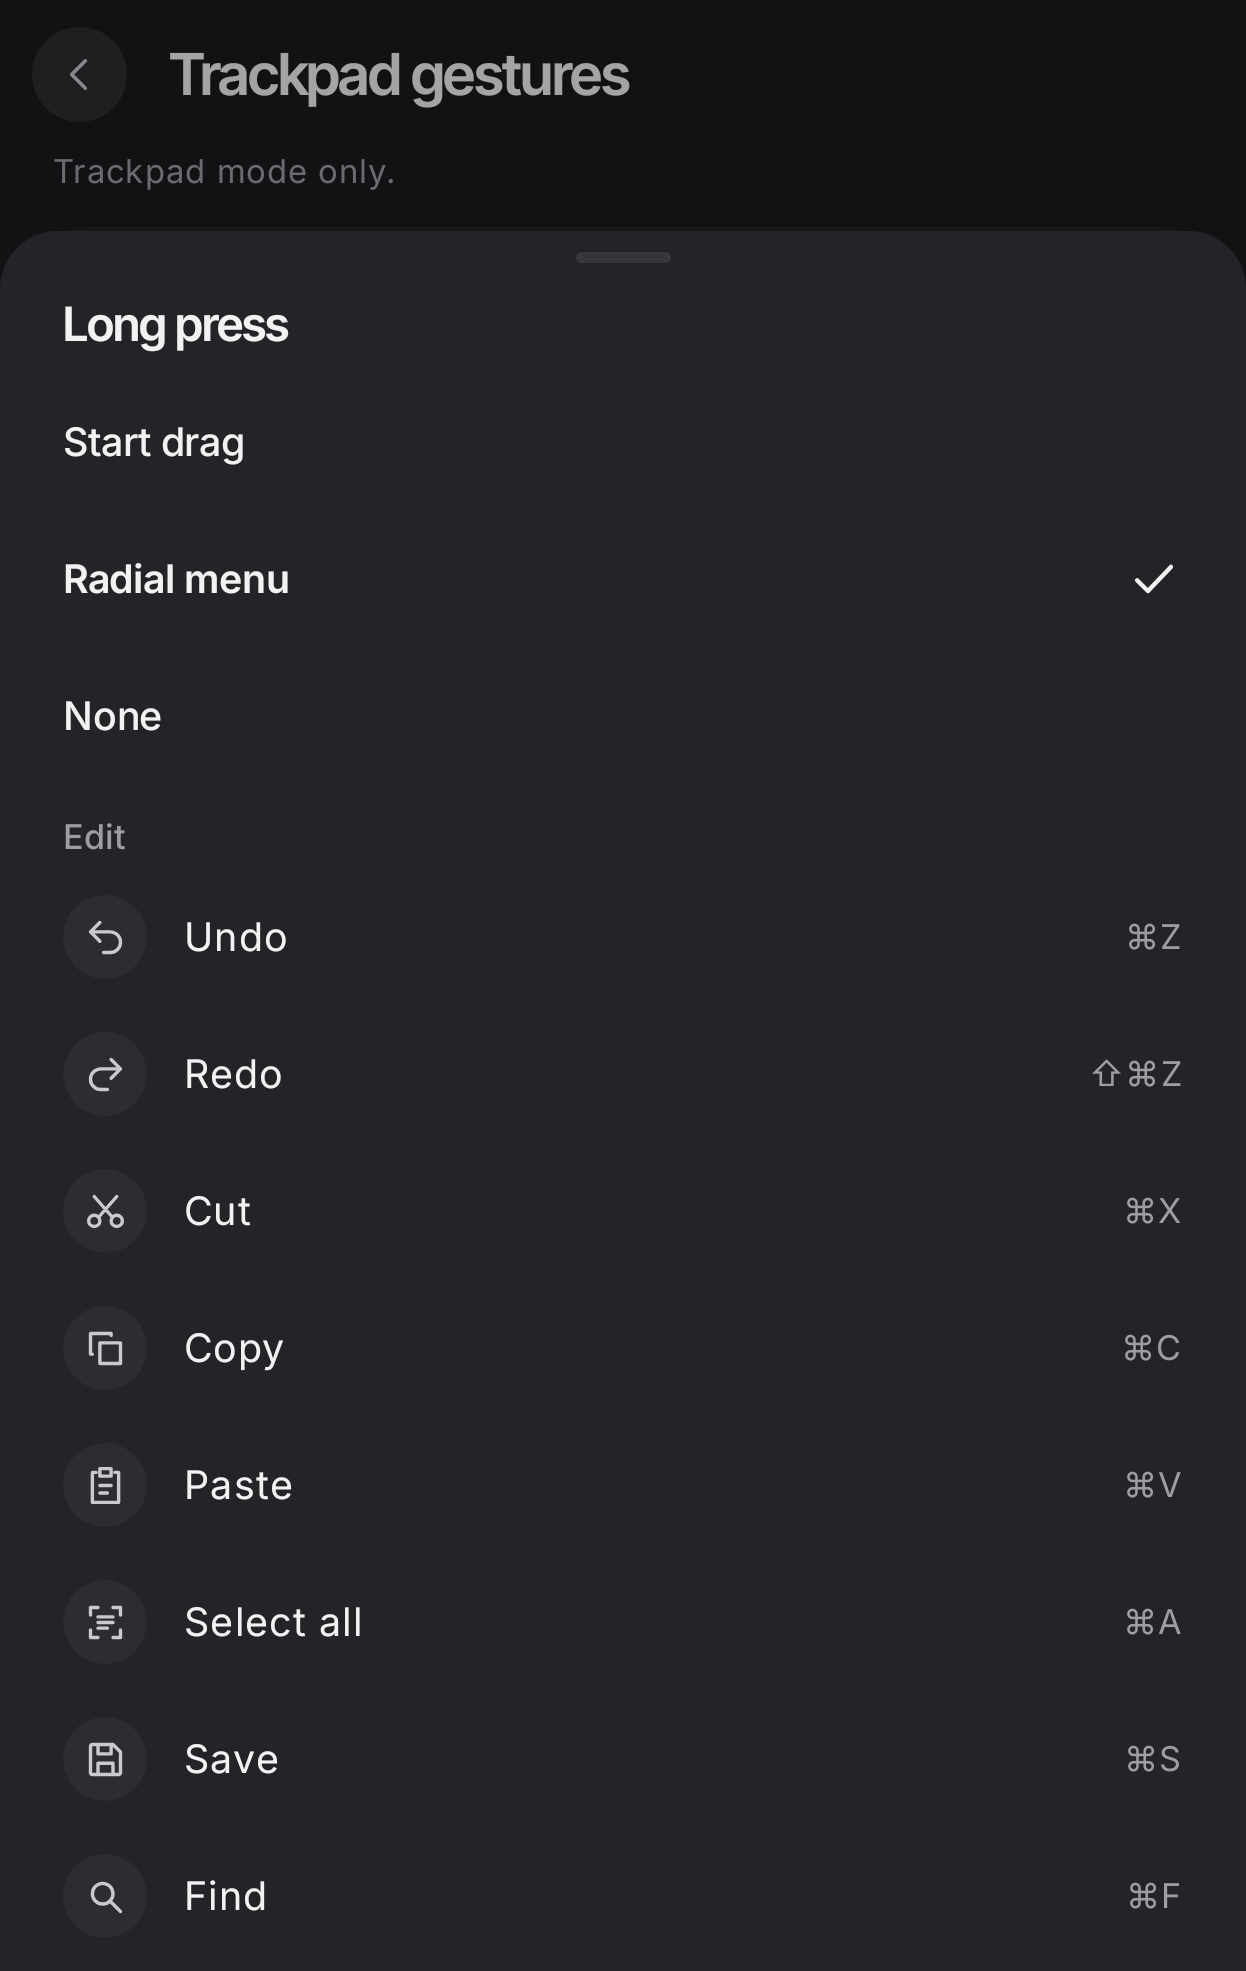 Trackpad gestures
Trackpad mode only.
Long press
Start drag
Radial menu
None
Edit
Undo ⌘Z
Redo ⇧⌘Z
Cut ⌘X
Copy ⌘C
Paste ⌘V
Select all ⌘A
Save ⌘S
Find ⌘F